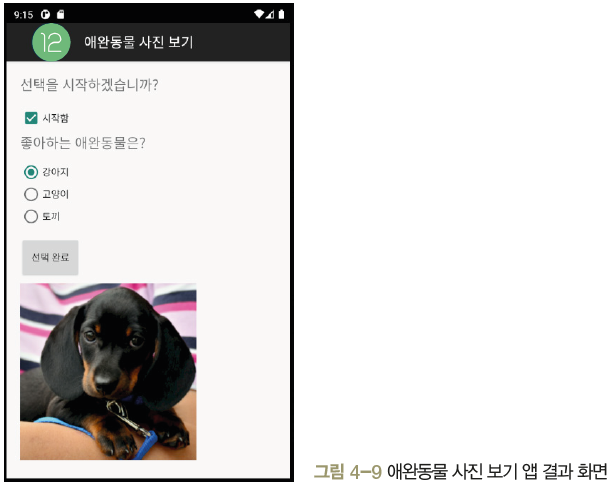 9:15
12
애완동물 사진 보기
선택을 시작하겠습니까?
시작함
좋아하는 애완동물은?
강아지
고양이
토끼
선택 완료
그림 4-9 애완동물 사진 보기 앱 결과 화면